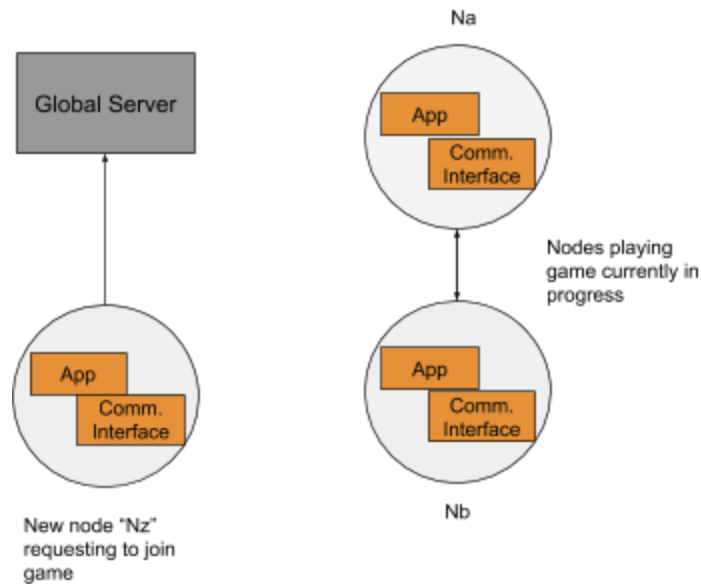 Na
Global Server
App
Comm.
Interface
Nodes playing
game currently in
progress
App
Comm.
Interface
App
Comm.
Interface
New node “Nz”
requesting to join
game
Nb